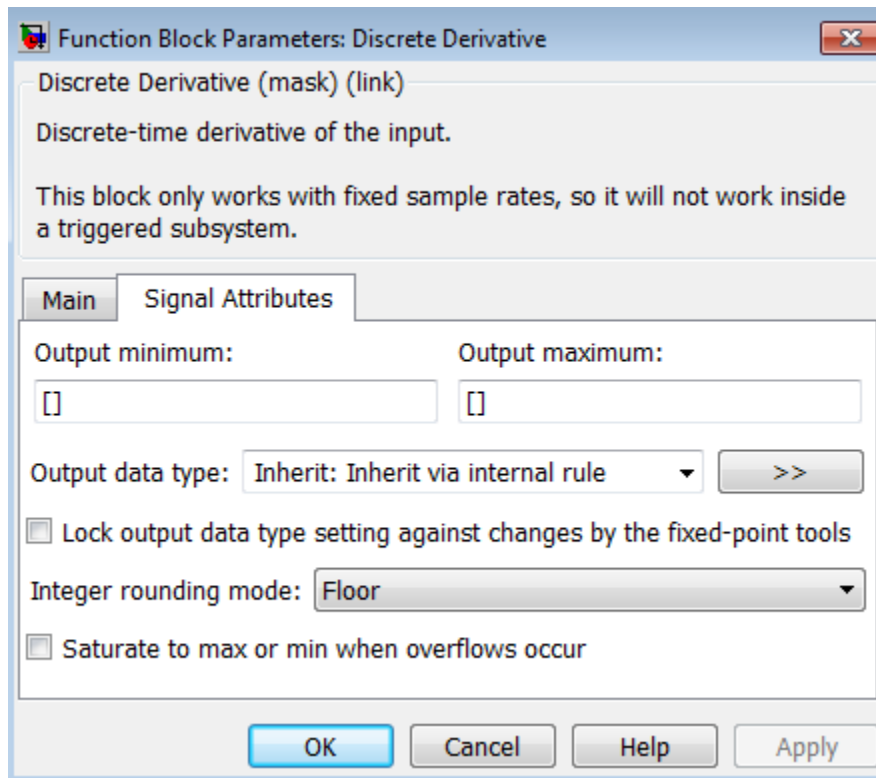 Function Block Parameters: Discrete Derivative
Discrete Derivative (mask) (link)
Discrete-time derivative of the input.
This block only works with fixed sample rates, so it will not work inside
a triggered subsystem.
Main Signal Attributes
Output minimum: Output maximum:
[] []
Output data type: Inherit: Inherit via internal rule >>
Lock output data type setting against changes by the fixed-point tools
Integer rounding mode: Floor
Saturate to max or min when overflows occur
OK Cancel Help Apply